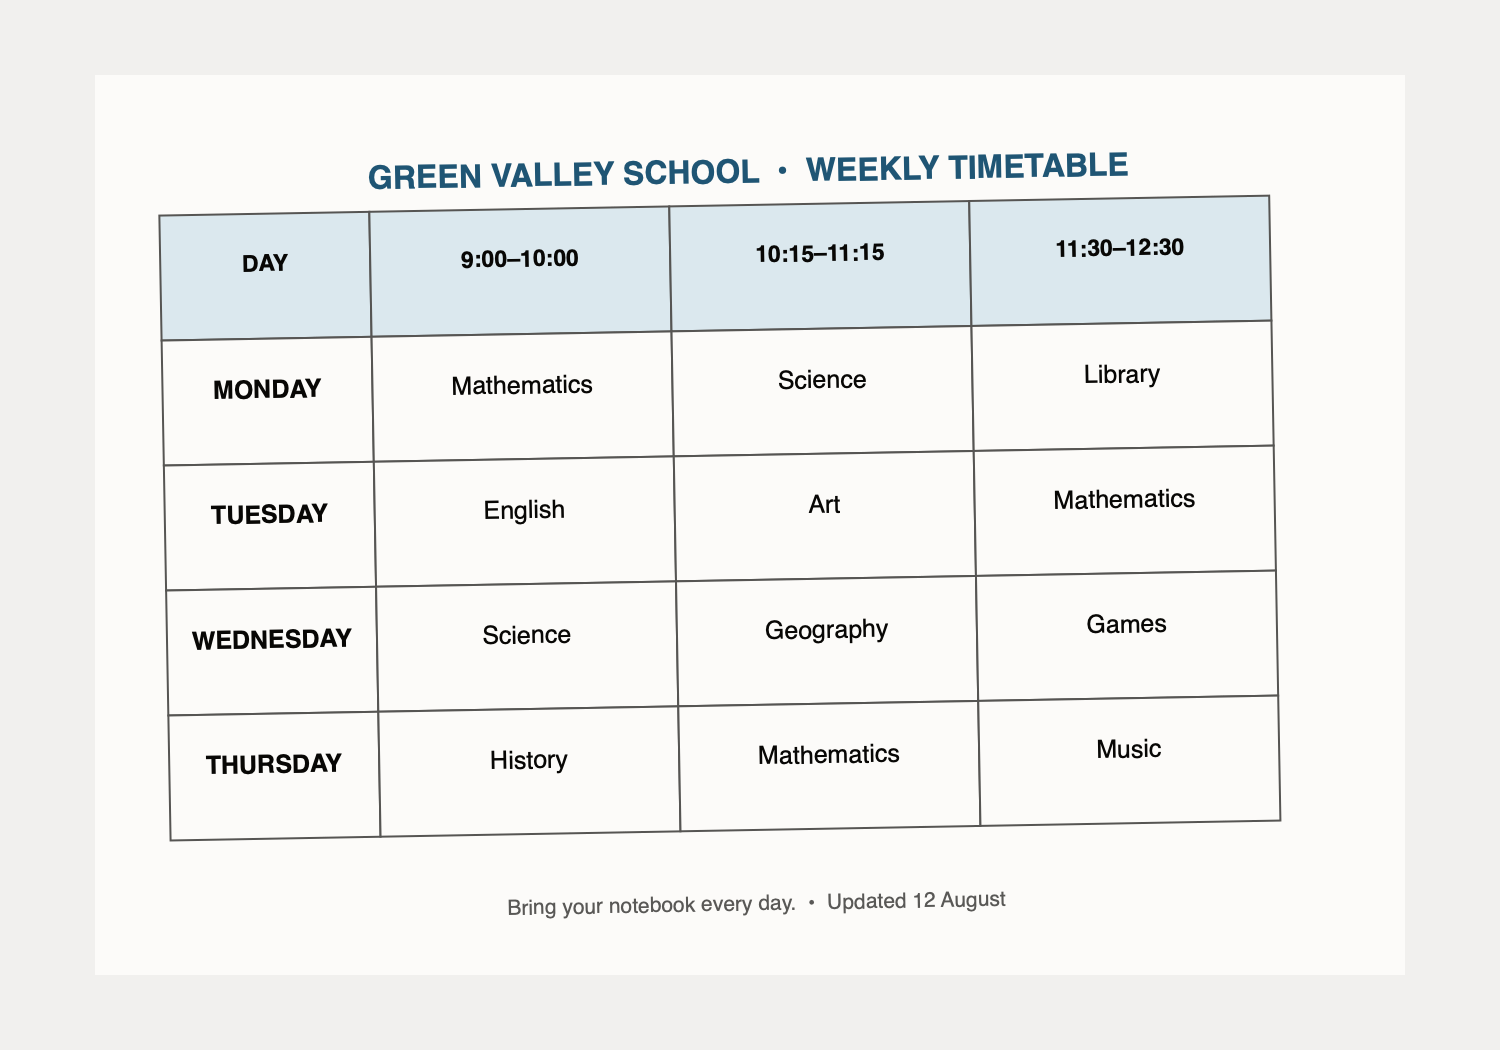 GREEN VALLEY SCHOOL • WEEKLY TIMETABLE
DAY 9:00–10:00 10:15–11:15 11:30–12:30
MONDAY Mathematics Science Library
TUESDAY English Art Mathematics
WEDNESDAY Science Geography Games
THURSDAY History Mathematics Music
Bring your notebook every day. • Updated 12 August